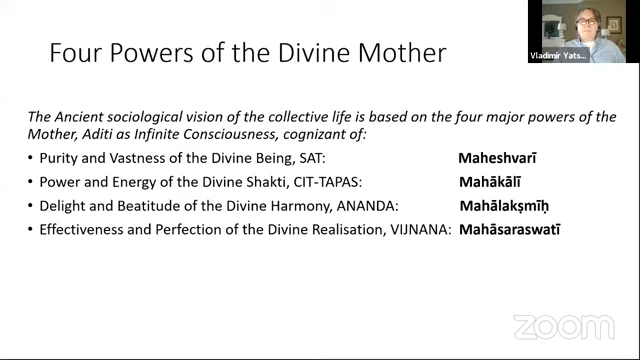 Four Powers of the Divine Mother
Vladimir Yats...
The Ancient sociological vision of the collective life is based on the four major powers of the
Mother, Aditi as Infinite Consciousness, cognizant of:
• Purity and Vastness of the Divine Being, SAT: Maheshvarī
• Power and Energy of the Divine Shakti, CIT-TAPAS: Mahākālī
• Delight and Beatitude of the Divine Harmony, ANANDA: Mahālakṣmīḥ
• Effectiveness and Perfection of the Divine Realisation, VIJNANA: Mahāsaraswatī
zoom